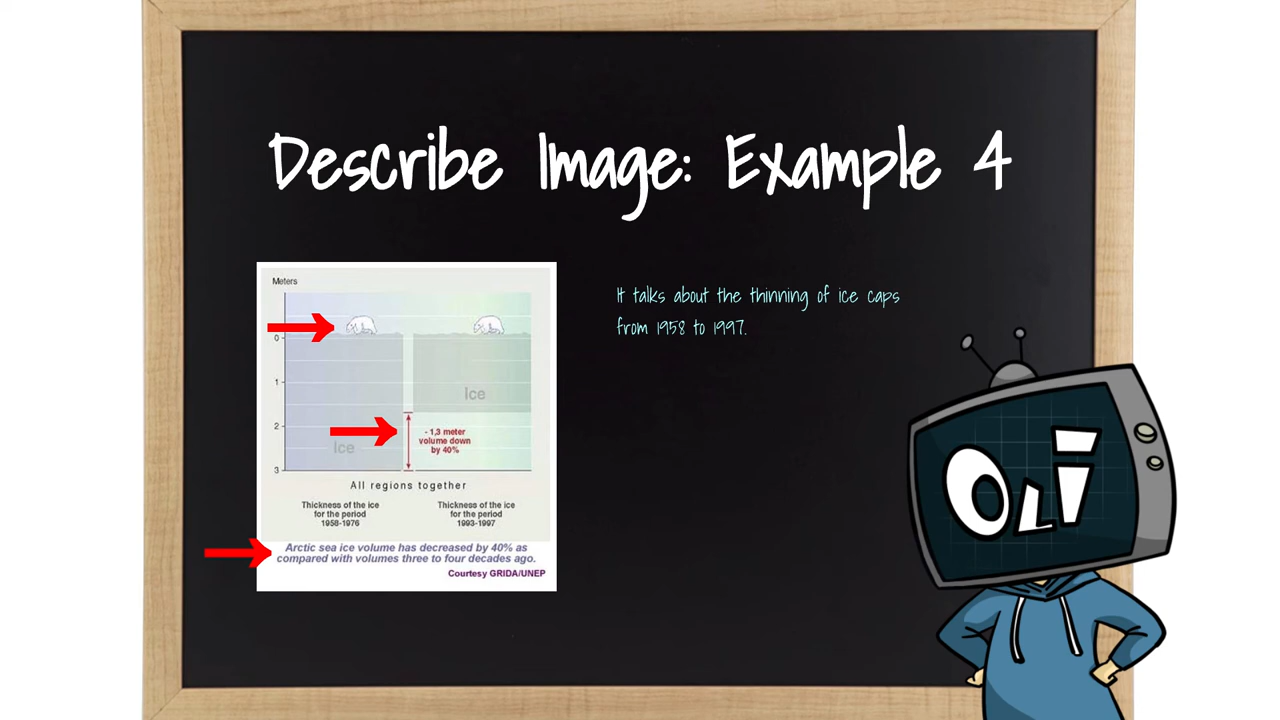 Describe Image: Example 4
Meters
0
1
2
3
Ice
Ice
- 1,3 meter
volume down
by 40%
All regions together
Thickness of the ice
for the period
1958-1976
Thickness of the ice
for the period
1993-1997
Arctic sea ice volume has decreased by 40% as
compared with volumes three to four decades ago.
Courtesy GRIDA/UNEP
It talks about the thinning of ice caps
from 1958 to 1997.
OLI